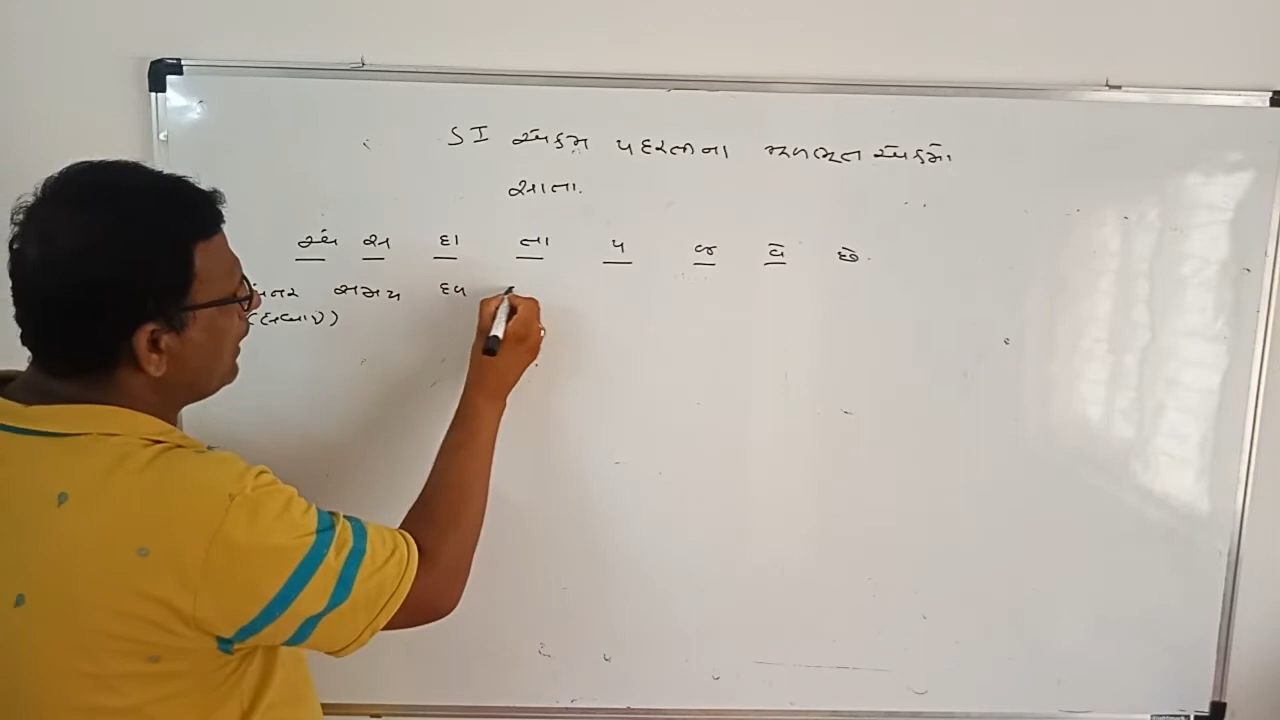 SI એકમ પદ્ધતિના મૂળભૂત એકમો
સાત.
અં સ દા તા પ જ વે છે.
અંતર સમય દળ
(લંબાઈ)